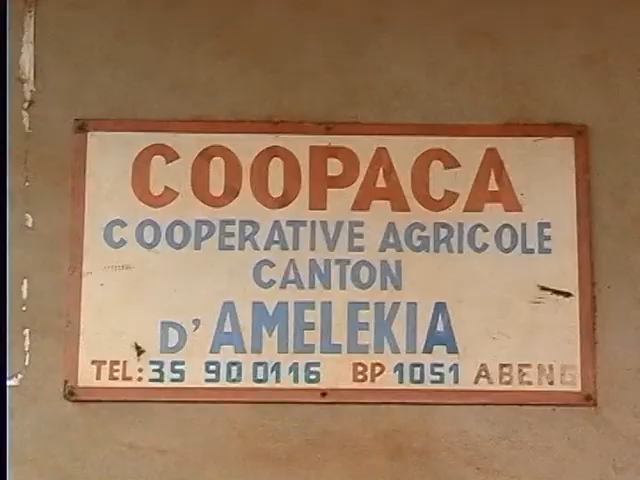 COOPACA
COOPERATIVE AGRICOLE
CANTON
D'AMELEKIA
TEL: 35 90 0116 BP 1051 ABENG